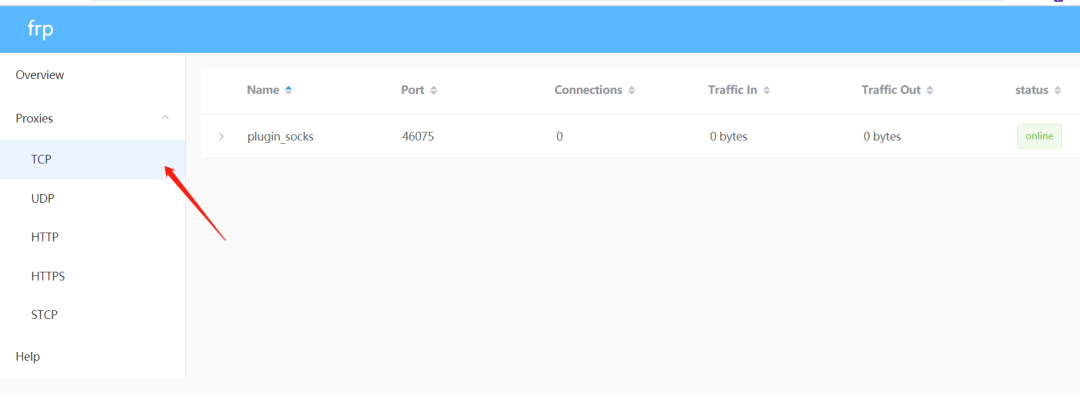 frp
Overview
Proxies
TCP
UDP
HTTP
HTTPS
STCP
Help
Name Port Connections Traffic In Traffic Out status
plugin_socks 46075 0 0 bytes 0 bytes online